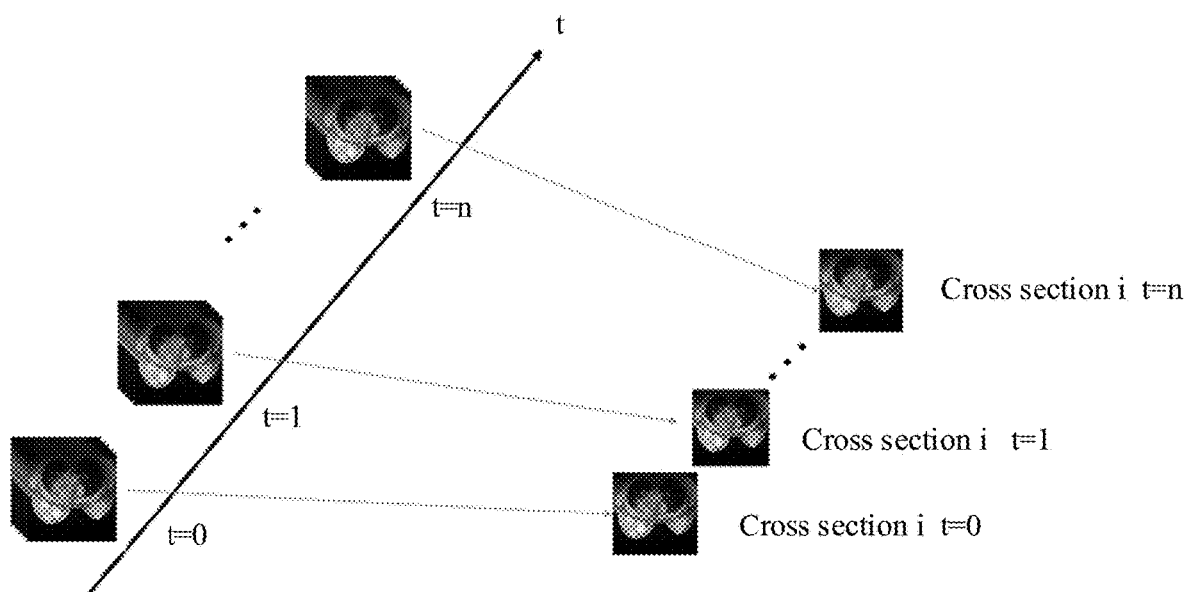 t
t=n
Cross section i t=n
t=1
Cross section i t=1
t=0
Cross section i t=0